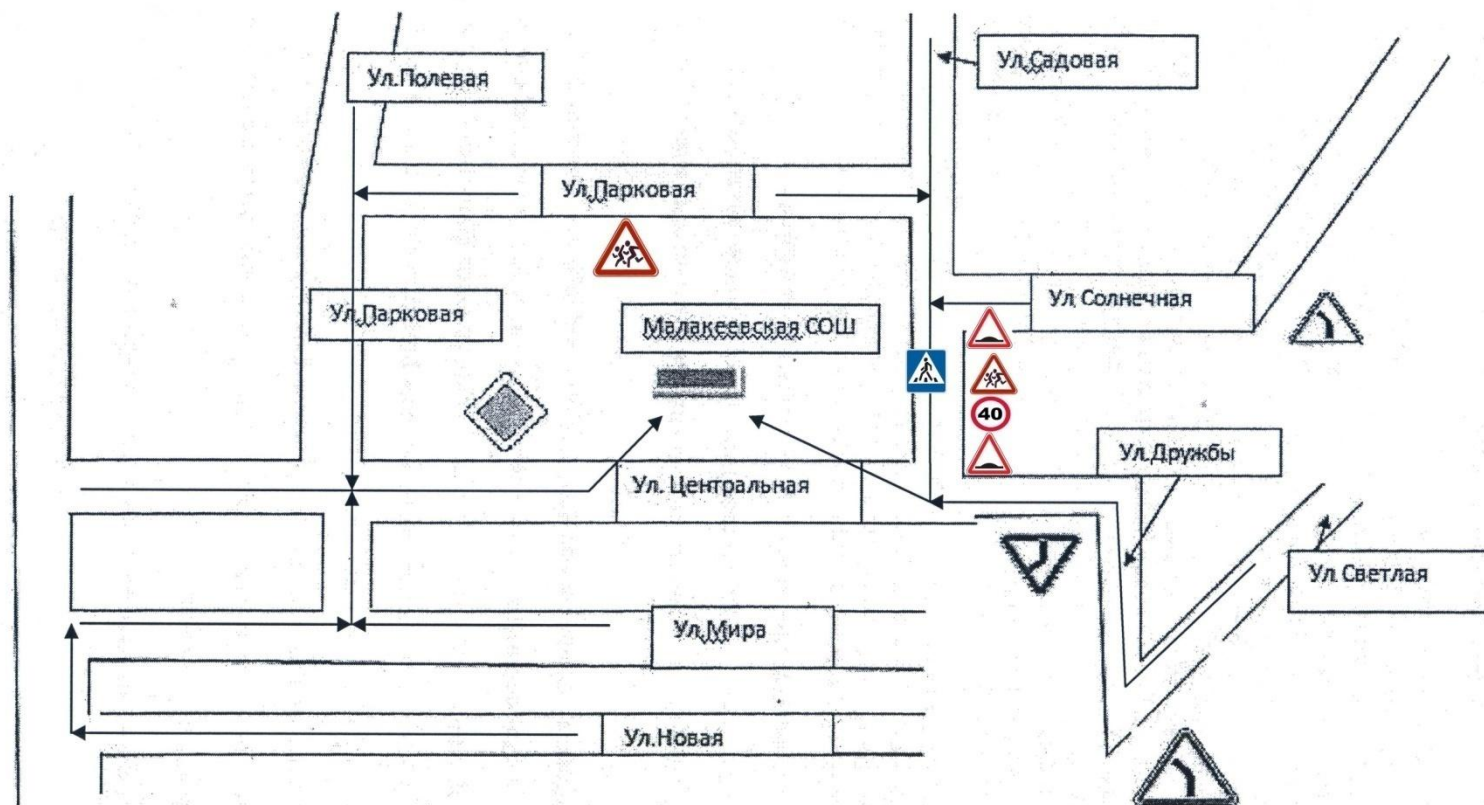 Ул.Полевая
Ул.Садовая
Ул.Парковая
Ул.Парковая
Малакеевская СОШ
Ул Солнечная
40
Ул.Дружбы
Ул. Центральная
Ул Светлая
Ул.Мира
Ул.Новая